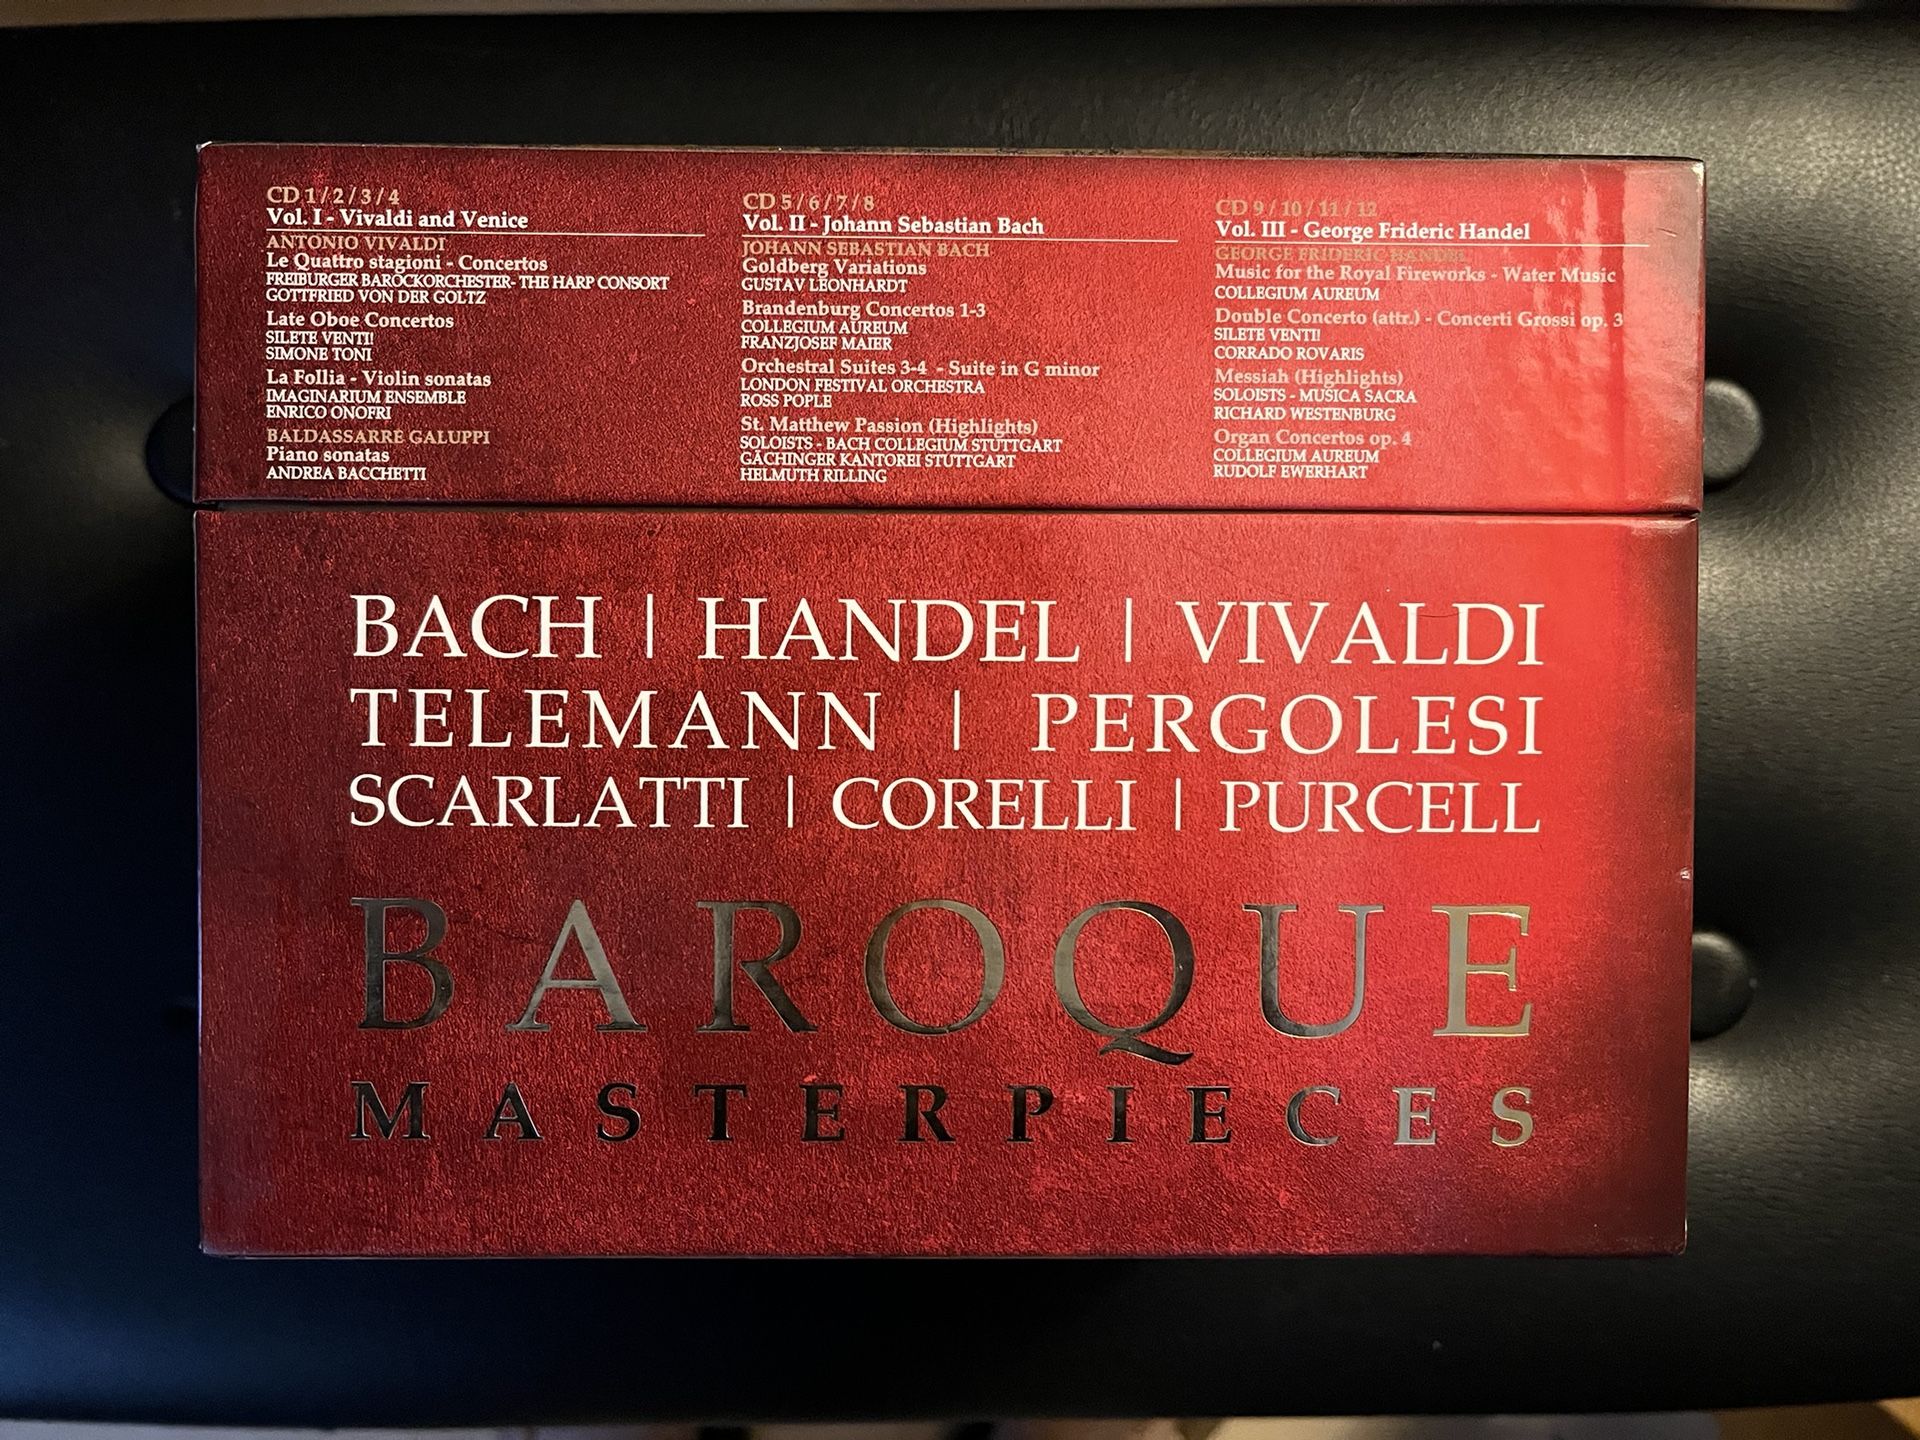 CD 1 / 2 / 3 / 4
Vol. I - Vivaldi and Venice
ANTONIO VIVALDI
Le Quattro stagioni - Concertos
FREIBURGER BAROCKORCHESTER- THE HARP CONSORT
GOTTFRIED VON DER GOLTZ
Late Oboe Concertos
SILETE VENTI!
SIMONE TONI
La Follia - Violin sonatas
IMAGINARIUM ENSEMBLE
ENRICO ONOFRI
BALDASSARRE GALUPPI
Piano sonatas
ANDREA BACCHETTI
CD 5 / 6 / 7 / 8
Vol. II - Johann Sebastian Bach
JOHANN SEBASTIAN BACH
Goldberg Variations
GUSTAV LEONHARDT
Brandenburg Concertos 1-3
COLLEGIUM AUREUM
FRANZJOSEF MAIER
Orchestral Suites 3-4 - Suite in G minor
LONDON FESTIVAL ORCHESTRA
ROSS POPLE
St. Matthew Passion (Highlights)
SOLOISTS - BACH COLLEGIUM STUTTGART
GÄCHINGER KANTOREI STUTTGART
HELMUTH RILLING
CD 9 / 10 / 11 / 12
Vol. III - George Frideric Handel
GEORGE FRIDERIC HANDEL
Music for the Royal Fireworks - Water Music
COLLEGIUM AUREUM
Double Concerto (attr.) - Concerti Grossi op. 3
SILETE VENTI!
CORRADO ROVARIS
Messiah (Highlights)
SOLOISTS - MUSICA SACRA
RICHARD WESTENBURG
Organ Concertos op. 4
COLLEGIUM AUREUM
RUDOLF EWERHART
BACH | HANDEL | VIVALDI
TELEMANN | PERGOLESI
SCARLATTI | CORELLI | PURCELL
BAROQUE
MASTERPIECES